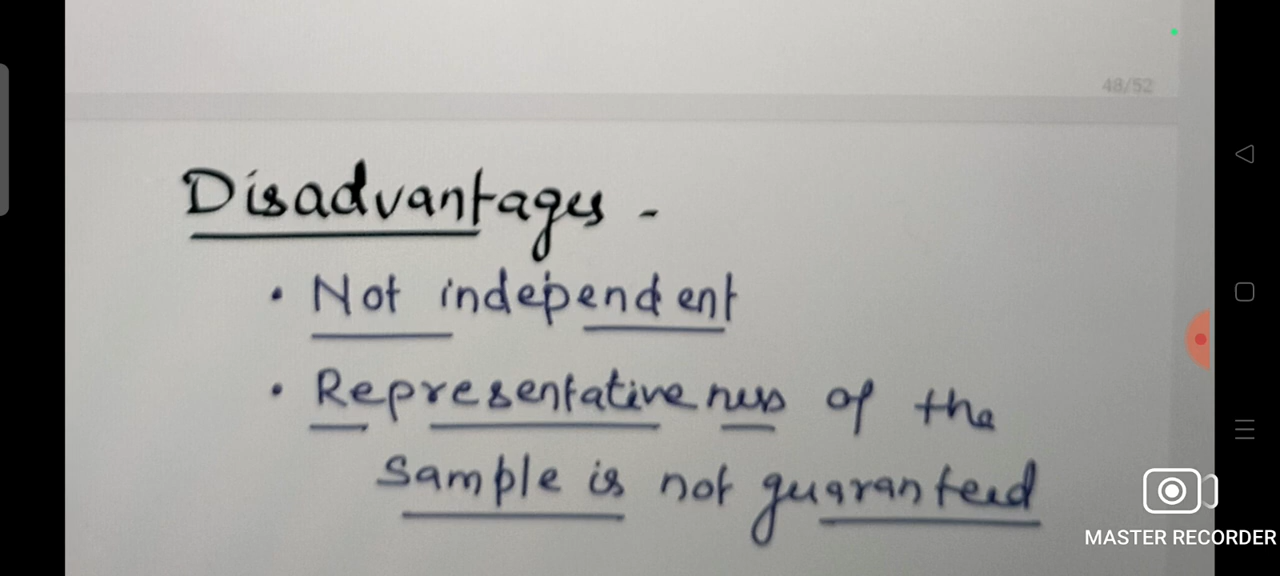 48/52
Disadvantages -
• Not independent
• Representativeness of the
sample is not guaranteed
MASTER RECORDER